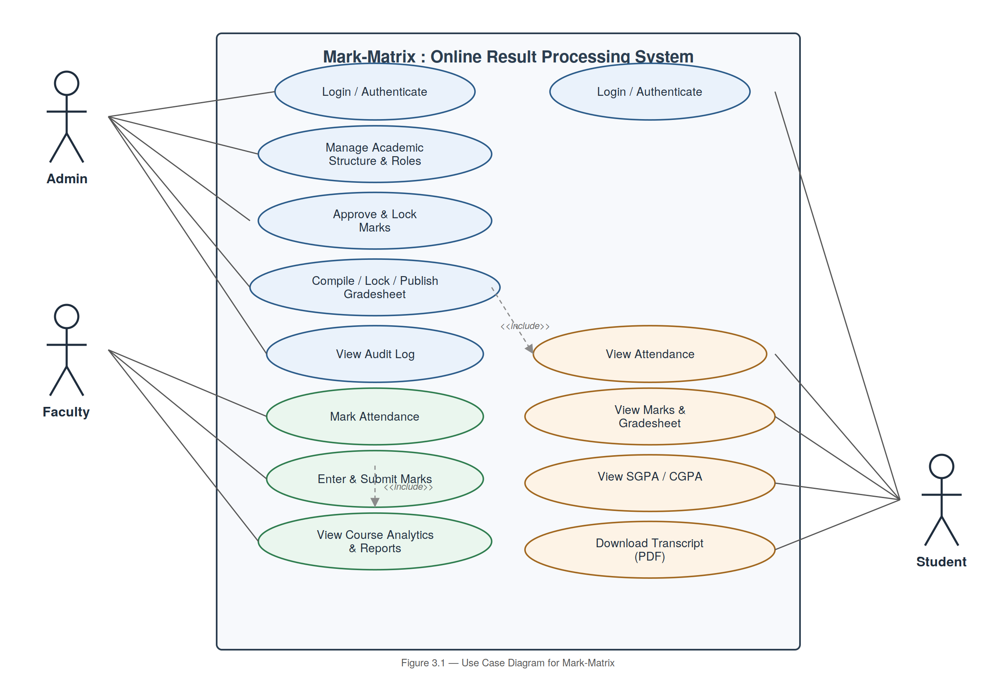 Mark-Matrix : Online Result Processing System
Login / Authenticate
Login / Authenticate
Manage Academic
Structure & Roles
Admin
Approve & Lock
Marks
Compile / Lock / Publish
Gradesheet
<<include>>
View Audit Log
View Attendance
Faculty
Mark Attendance
View Marks &
Gradesheet
Enter & Submit Marks
<<include>>
View SGPA / CGPA
View Course Analytics
& Reports
Download Transcript
(PDF)
Student
Figure 3.1 — Use Case Diagram for Mark-Matrix